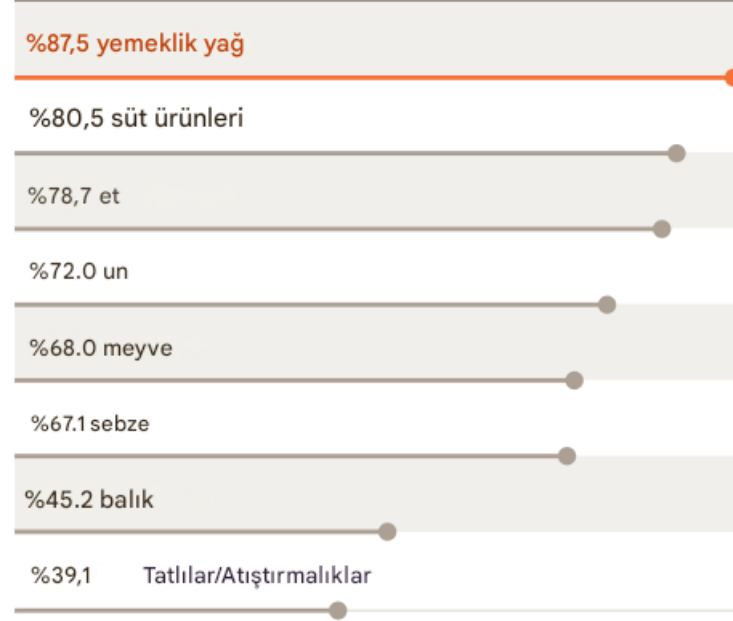 %87,5 yemeklik yağ
%80,5 süt ürünleri
%78,7 et
%72.0 un
%68.0 meyve
%67.1 sebze
%45.2 balık
%39,1 Tatlılar/Atıştırmalıklar